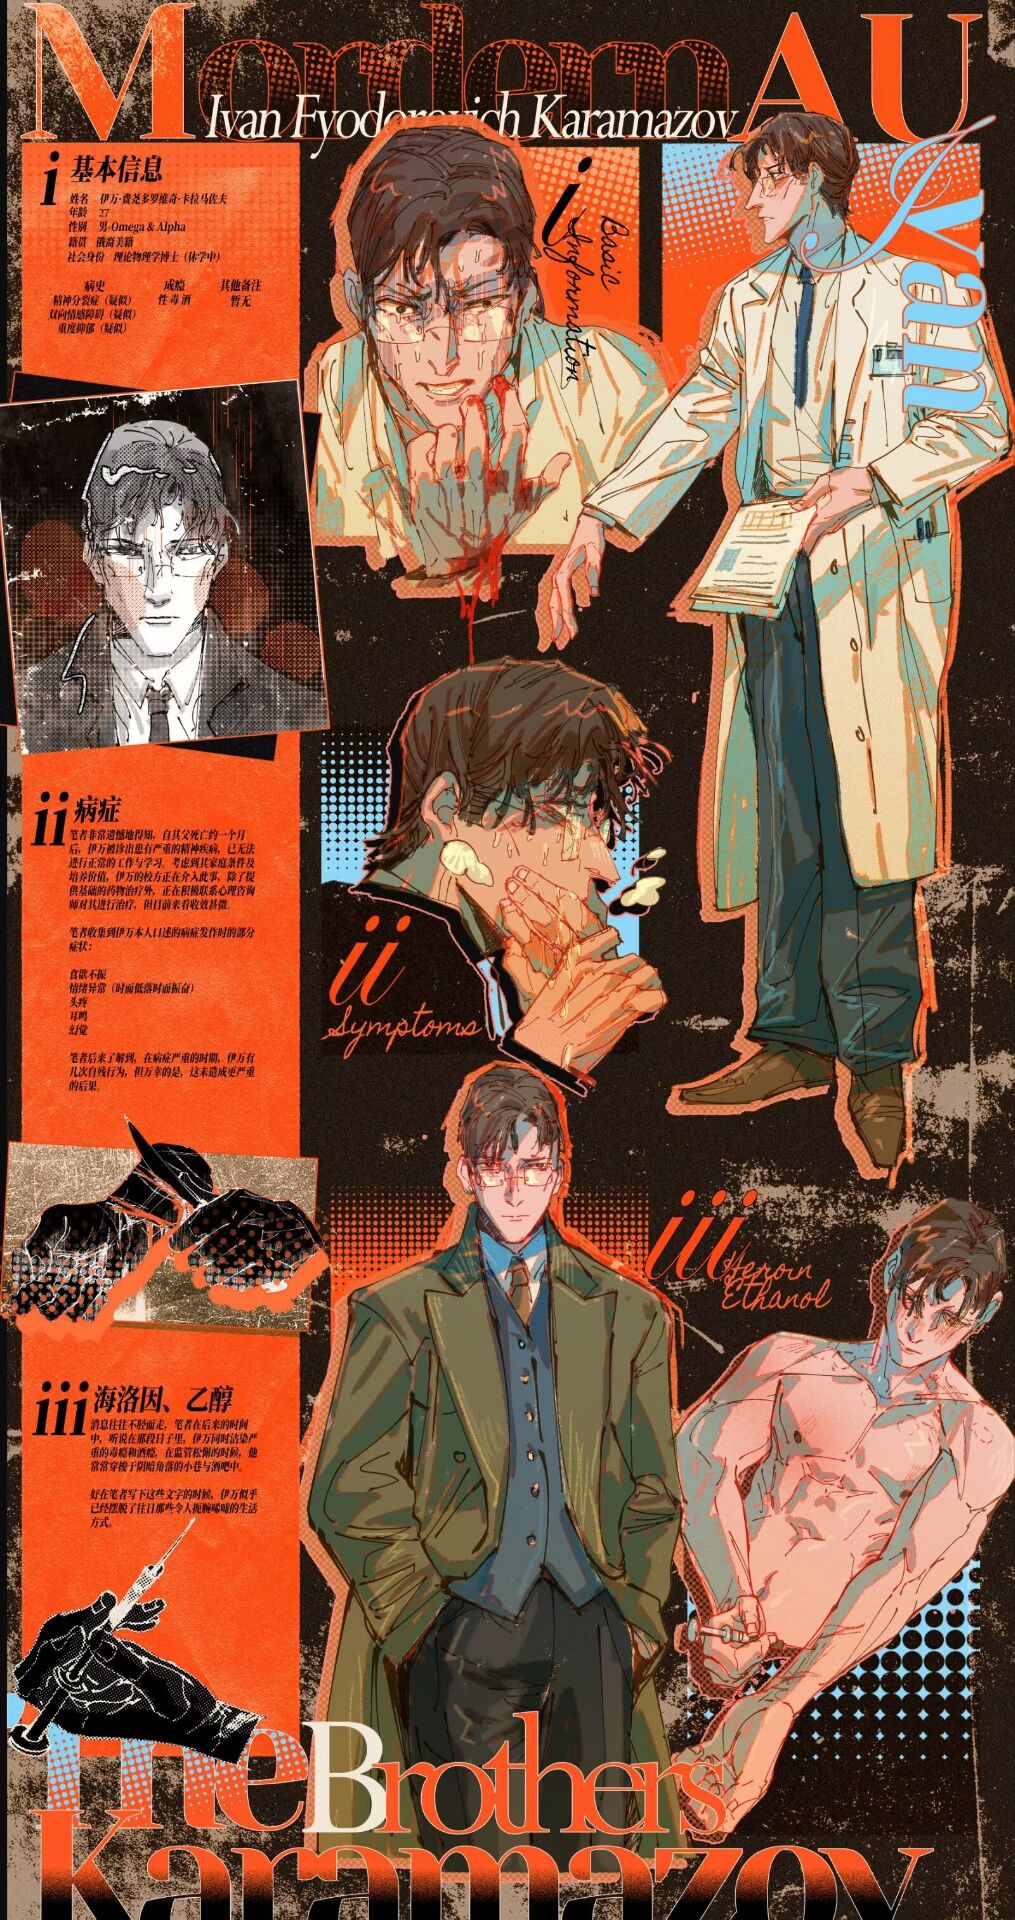 Mordern AU
Ivan Fyodorovich Karamazov
Ivan
i 基本信息
姓名 伊万·费尧多罗维奇·卡拉马佐夫
年龄 27
性别 男-Omega & Alpha
籍贯 俄裔美籍
社会身份 理论物理学博士（休学中）
病史 成瘾 其他备注
精神分裂症（疑似） 性 毒 酒 暂无
双向情感障碍（疑似）
重度抑郁（疑似）
i
Basic
Information
ii 病症
笔者非常遗憾地得知，自其父死亡约一个月
后，伊万被诊出患有严重的精神疾病，已无法
进行正常的工作与学习。考虑到其家庭条件及
培养价值，伊万的校方正在介入此事，除了提
供基础的药物治疗外，正在积极联系心理咨询
师对其进行治疗，但目前来看收效甚微。
笔者收集到伊万本人口述的病症发作时的部分
症状：
食欲不振
情绪异常（时而低落时而振奋）
头疼
耳鸣
幻觉
笔者后来了解到，在病症严重的时期，伊万有
几次自残行为，但万幸的是，这未造成更严重
的后果。
ii
Symptoms
iii 海洛因、乙醇
消息往往不胫而走，笔者在后来的时间
中，听说在那段日子里，伊万同时沾染严
重的毒瘾和酒瘾，在监管松懈的时候，他
常常穿梭于阴暗角落的小巷与酒吧中。
好在笔者写下这些文字的时候，伊万似乎
已经摆脱了往日那些令人扼腕唏嘘的生活
方式。
iii
Heroin
Ethanol
The Brothers
Karamazov